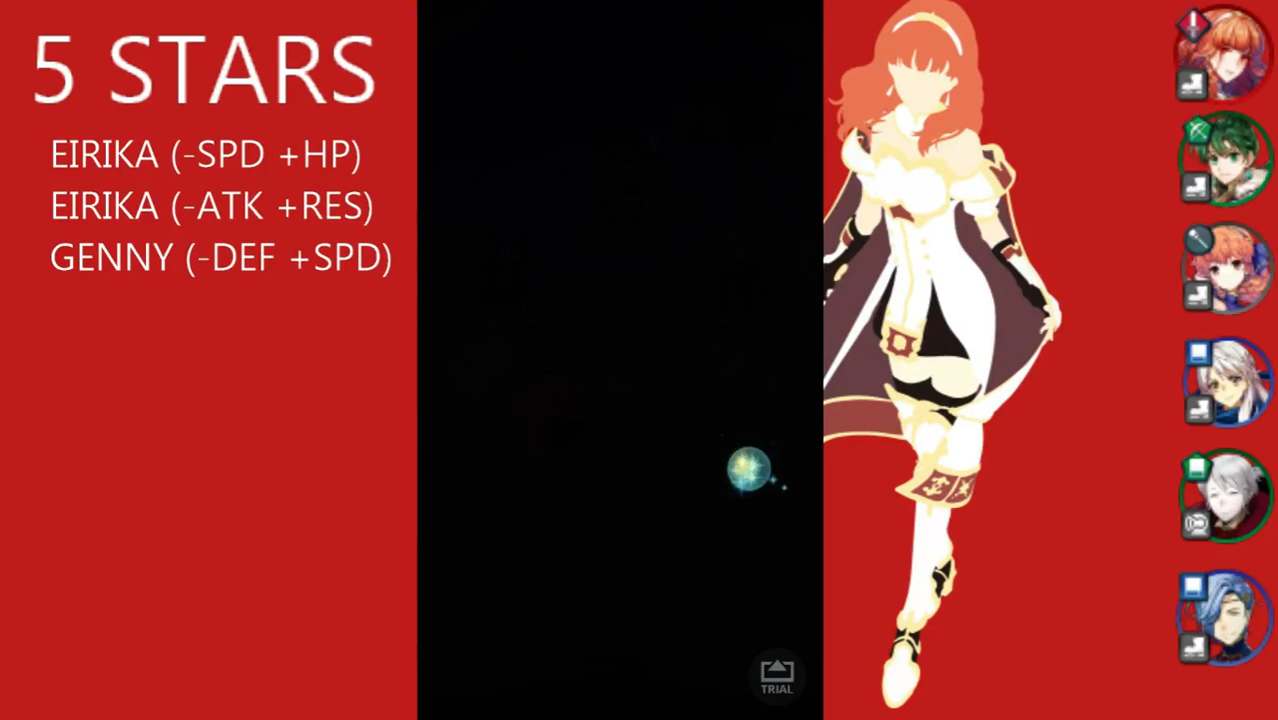 5 STARS
EIRIKA (-SPD +HP)
EIRIKA (-ATK +RES)
GENNY (-DEF +SPD)
TRIAL